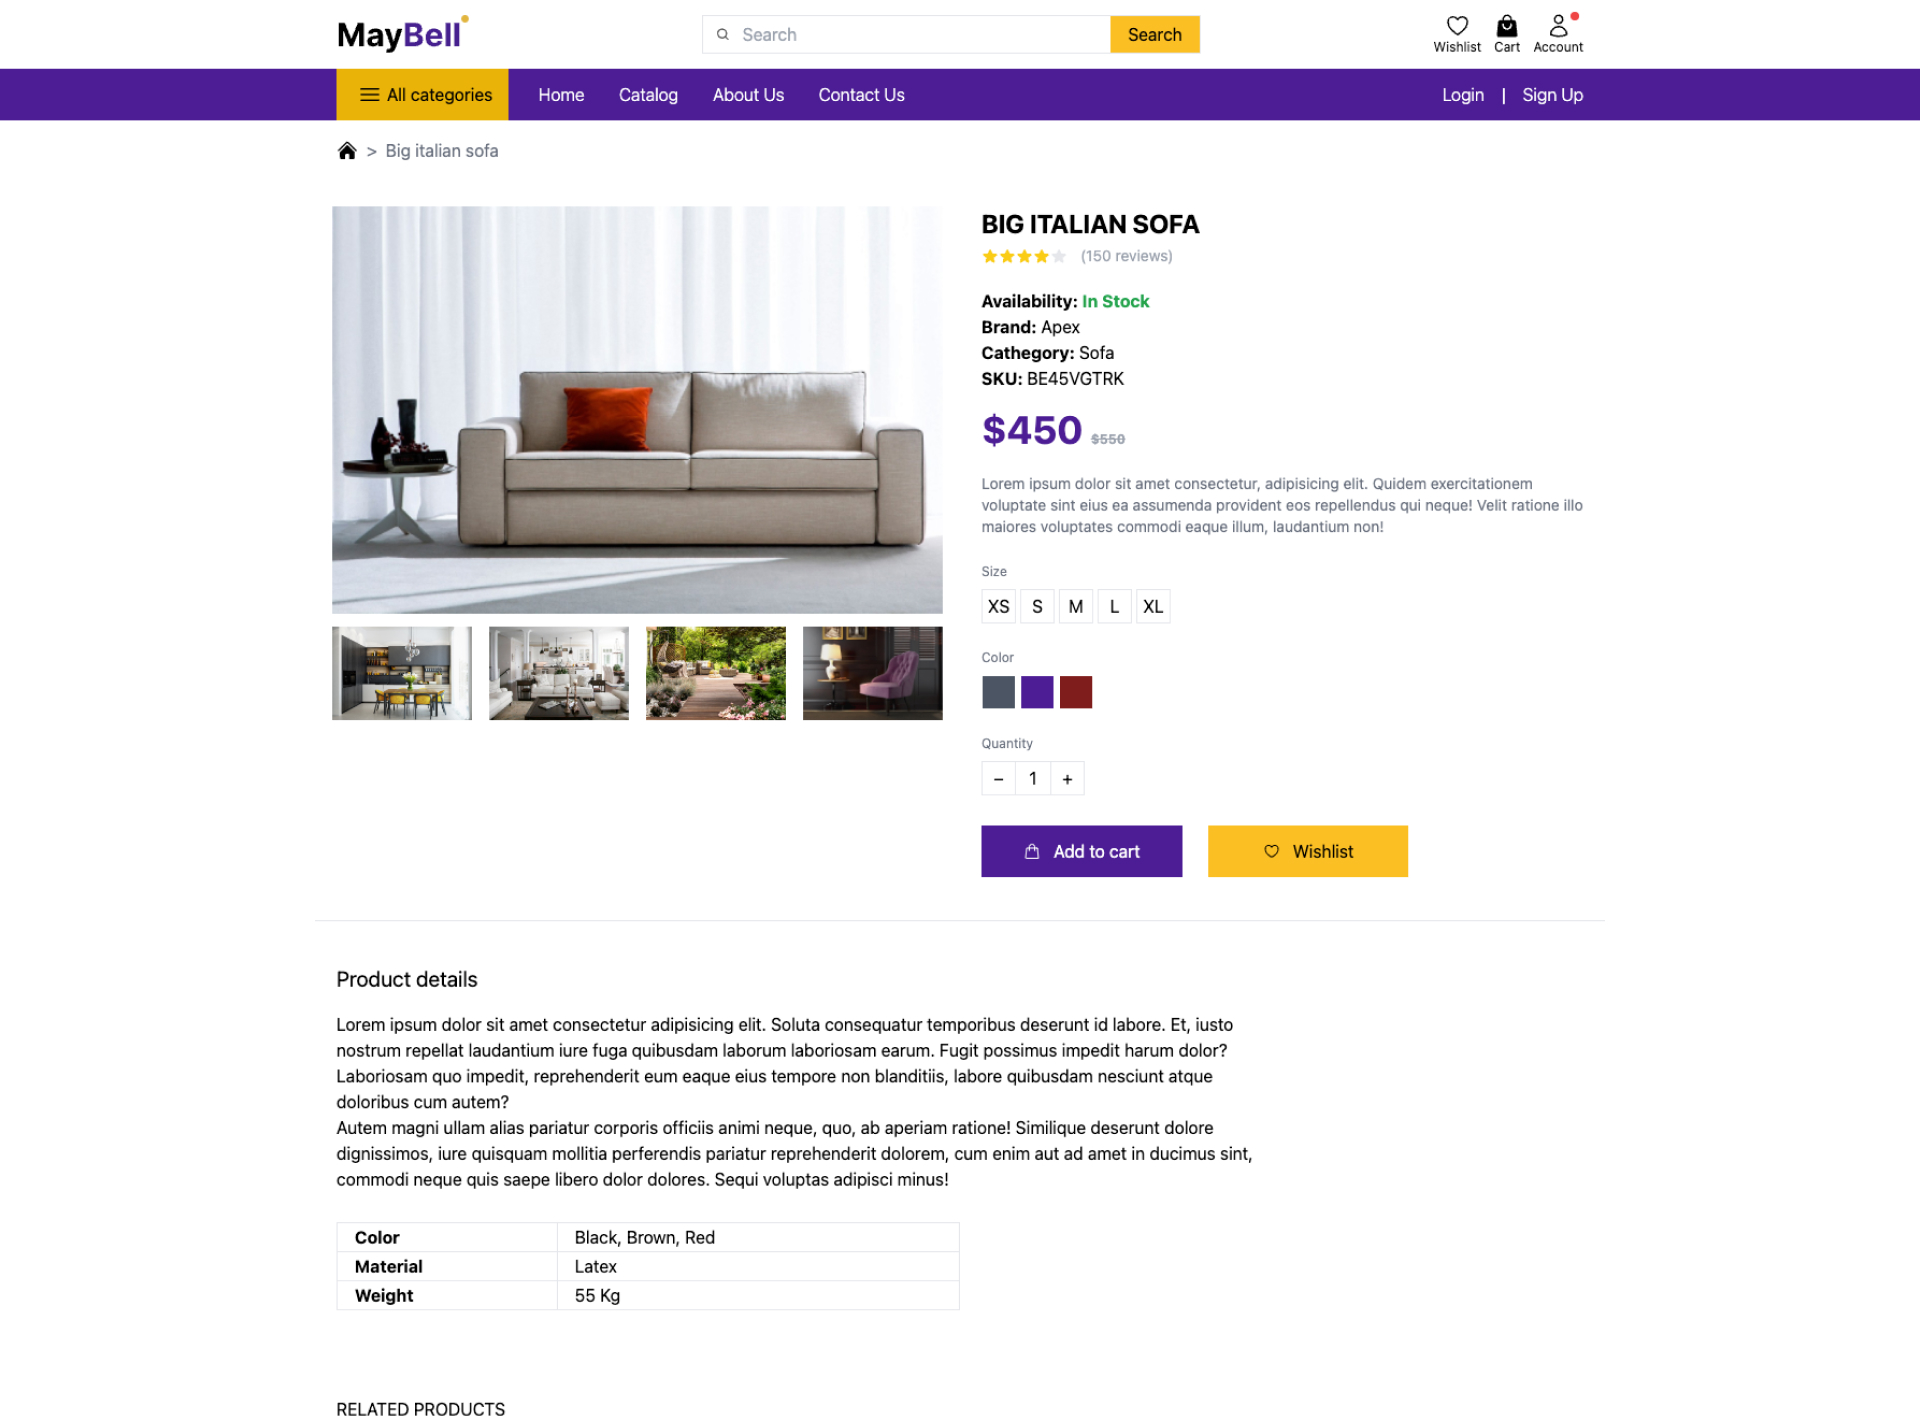 MayBell
Search
Search
Wishlist
Cart
Account
All categories
Home
Catalog
About Us
Contact Us
Login | Sign Up
> Big italian sofa
BIG ITALIAN SOFA
(150 reviews)
Availability: In Stock
Brand: Apex
Cathegory: Sofa
SKU: BE45VGTRK
$450 $550
Lorem ipsum dolor sit amet consectetur, adipisicing elit. Quidem exercitationem
voluptate sint eius ea assumenda provident eos repellendus qui neque! Velit ratione illo
maiores voluptates commodi eaque illum, laudantium non!
Size
XS S M L XL
Color
Quantity
− 1 +
Add to cart
Wishlist
Product details
Lorem ipsum dolor sit amet consectetur adipisicing elit. Soluta consequatur temporibus deserunt id labore. Et, iusto
nostrum repellat laudantium iure fuga quibusdam laborum laboriosam earum. Fugit possimus impedit harum dolor?
Laboriosam quo impedit, reprehenderit eum eaque eius tempore non blanditiis, labore quibusdam nesciunt atque
doloribus cum autem?
Autem magni ullam alias pariatur corporis officiis animi neque, quo, ab aperiam ratione! Similique deserunt dolore
dignissimos, iure quisquam mollitia perferendis pariatur reprehenderit dolorem, cum enim aut ad amet in ducimus sint,
commodi neque quis saepe libero dolor dolores. Sequi voluptas adipisci minus!
Color Black, Brown, Red
Material Latex
Weight 55 Kg
RELATED PRODUCTS